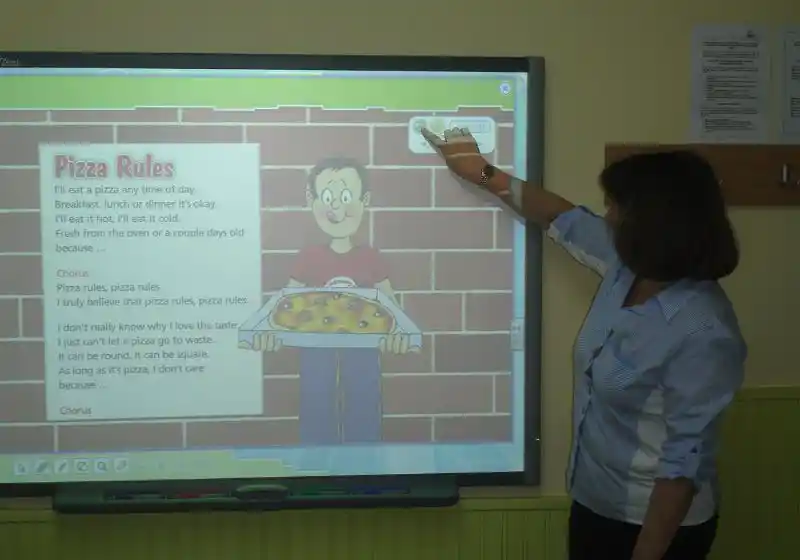 Pizza Rules
I'll eat a pizza any time of day.
Breakfast, lunch or dinner it's okay.
I'll eat it hot, I'll eat it cold.
Fresh from the oven or a couple days old
because ...
Chorus
Pizza rules, pizza rules
I truly believe that pizza rules, pizza rules.
I don't really know why I love the taste.
I just can't let a pizza go to waste.
It can be round, it can be square.
As long as it's pizza, I don't care
because ...
Chorus